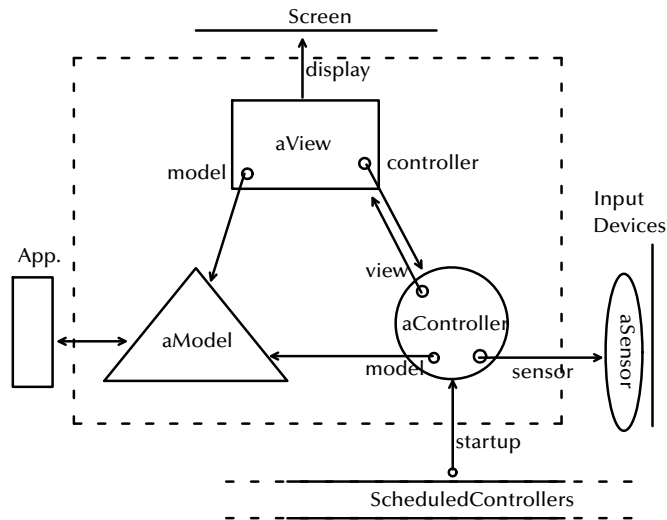 Screen
display
aView
model
controller
Input
Devices
App.
view
aController
aSensor
aModel
model
sensor
startup
ScheduledControllers